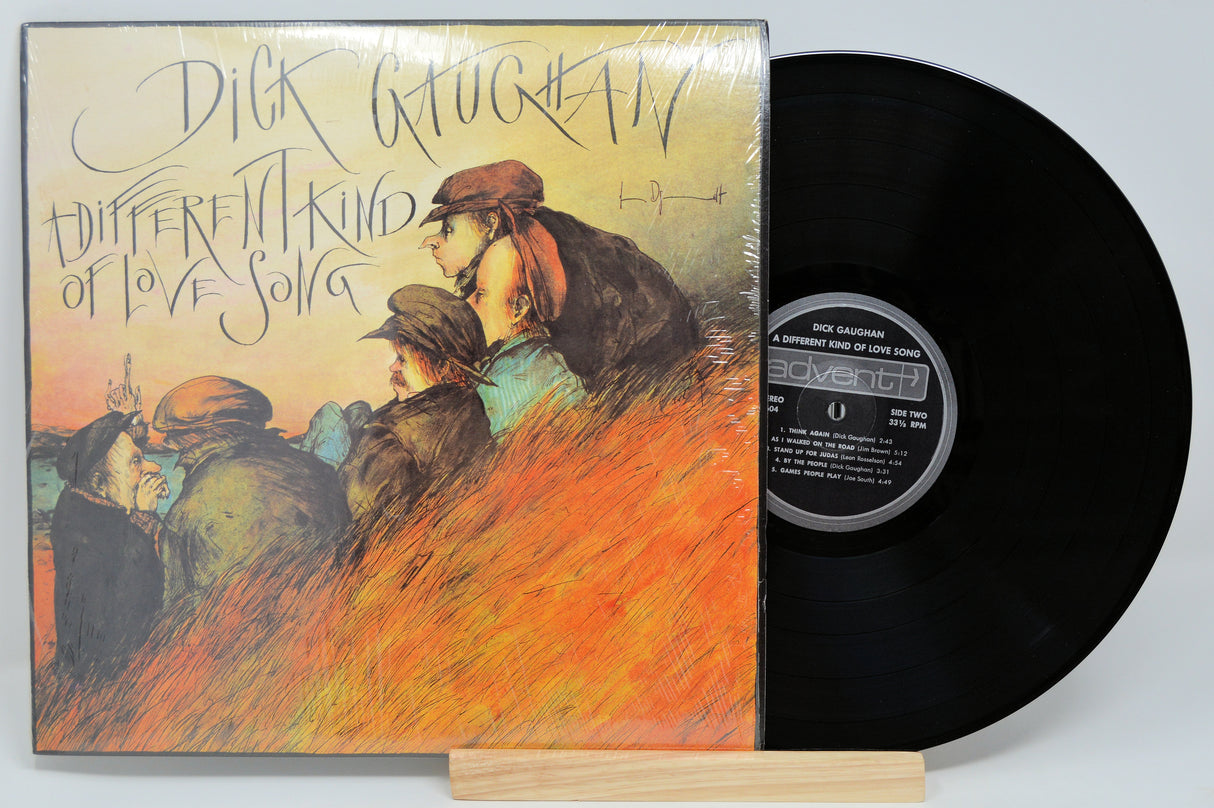 DiCK GAUGHAN
A DiFFERENT KiND
OF LOVE SONG
DICK GAUGHAN
A DIFFERENT KIND OF LOVE SONG
advent
SIDE TWO
33⅓ RPM
1. THINK AGAIN (Dick Gaughan) 2:43
AS I WALKED ON THE ROAD (Jim Brown) 5:12
3. STAND UP FOR JUDAS (Leon Rosselson) 4:54
4. BY THE PEOPLE (Dick Gaughan) 3:31
5. GAMES PEOPLE PLAY (Joe South) 4:49